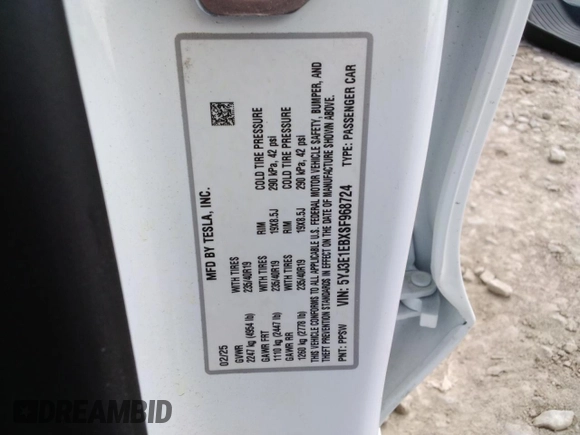 MFD BY TESLA, INC.
02/25
GVWR WITH TIRES RIM COLD TIRE PRESSURE
2247 kg (4954 lb) 235/40R19 19X8.5J 290 kPa, 42 psi
GAWR FRT WITH TIRES RIM COLD TIRE PRESSURE
1110 kg (2447 lb) 235/40R19 19X8.5J 290 kPa, 42 psi
GAWR RR
1260 kg (2778 lb)
THIS VEHICLE CONFORMS TO ALL APPLICABLE U.S. FEDERAL MOTOR VEHICLE SAFETY, BUMPER, AND
THEFT PREVENTION STANDARDS IN EFFECT ON THE DATE OF MANUFACTURE SHOWN ABOVE.
VIN: 5YJ3E1EBXSF968724
PNT: PPSW TYPE: PASSENGER CAR
DREAMBID